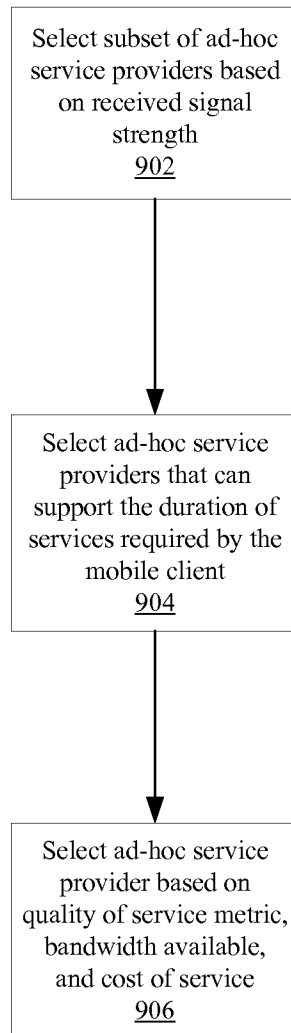 Select subset of ad-hoc
service providers based
on received signal
strength
902
Select ad-hoc service
providers that can
support the duration of
services required by the
mobile client
904
Select ad-hoc service
provider based on
quality of service metric,
bandwidth available,
and cost of service
906